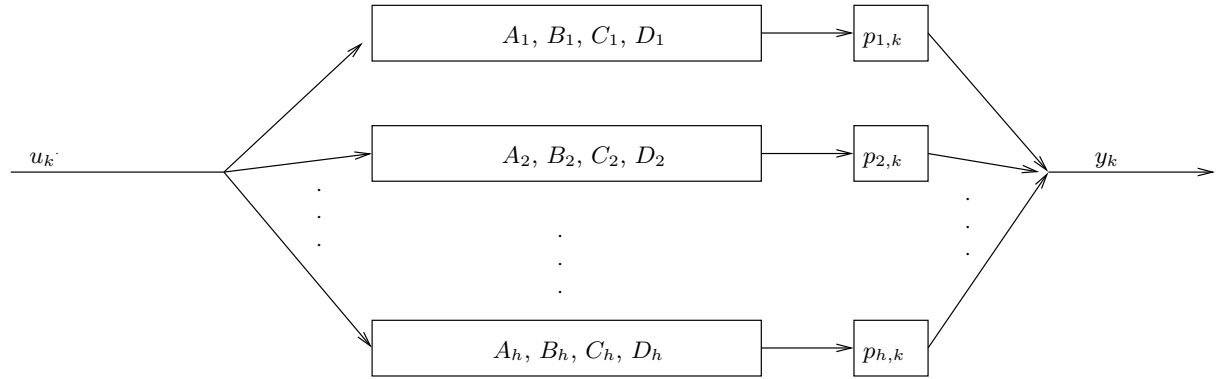 A₁, B₁, C₁, D₁
p₁,ₖ
uₖ
A₂, B₂, C₂, D₂
p₂,ₖ
yₖ
Aₕ, Bₕ, Cₕ, Dₕ
pₕ,ₖ